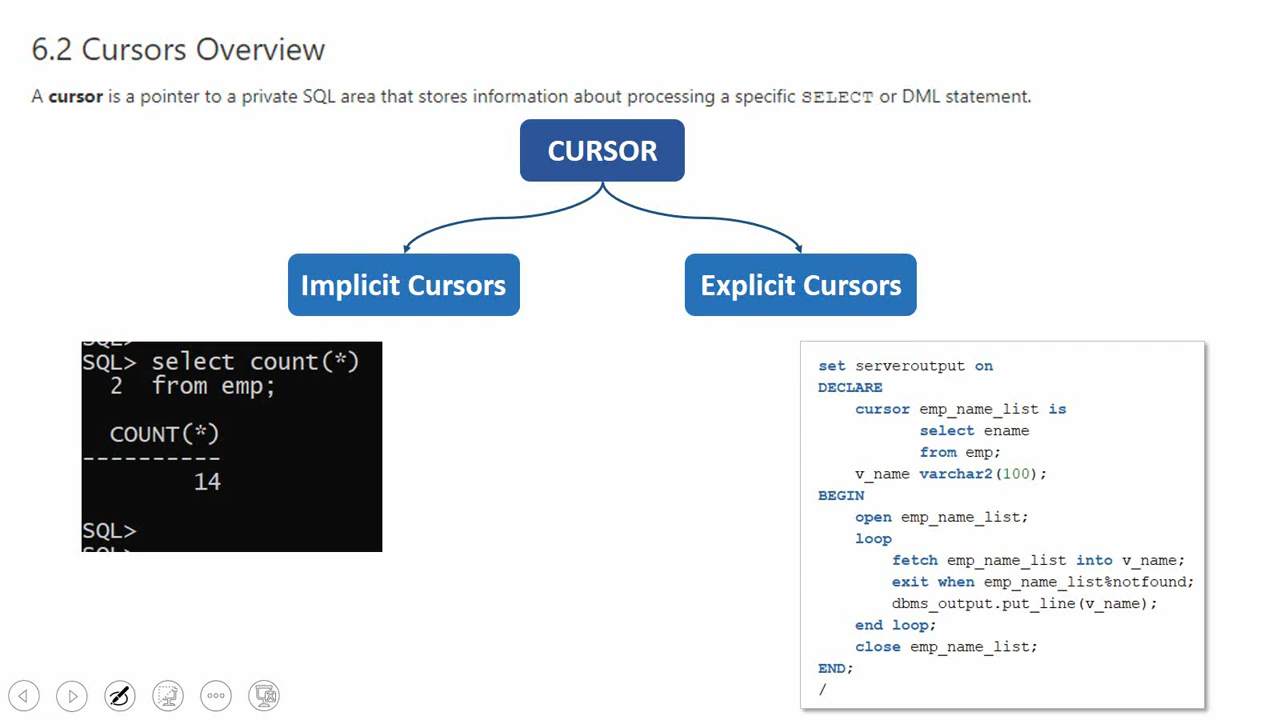 6.2 Cursors Overview
A cursor is a pointer to a private SQL area that stores information about processing a specific SELECT or DML statement.
CURSOR
Implicit Cursors
Explicit Cursors
SQL>
SQL> select count(*)
2 from emp;
COUNT(*)
----------
14
SQL>
SQL>
set serveroutput on
DECLARE
cursor emp_name_list is
select ename
from emp;
v_name varchar2(100);
BEGIN
open emp_name_list;
loop
fetch emp_name_list into v_name;
exit when emp_name_list%notfound;
dbms_output.put_line(v_name);
end loop;
close emp_name_list;
END;
/